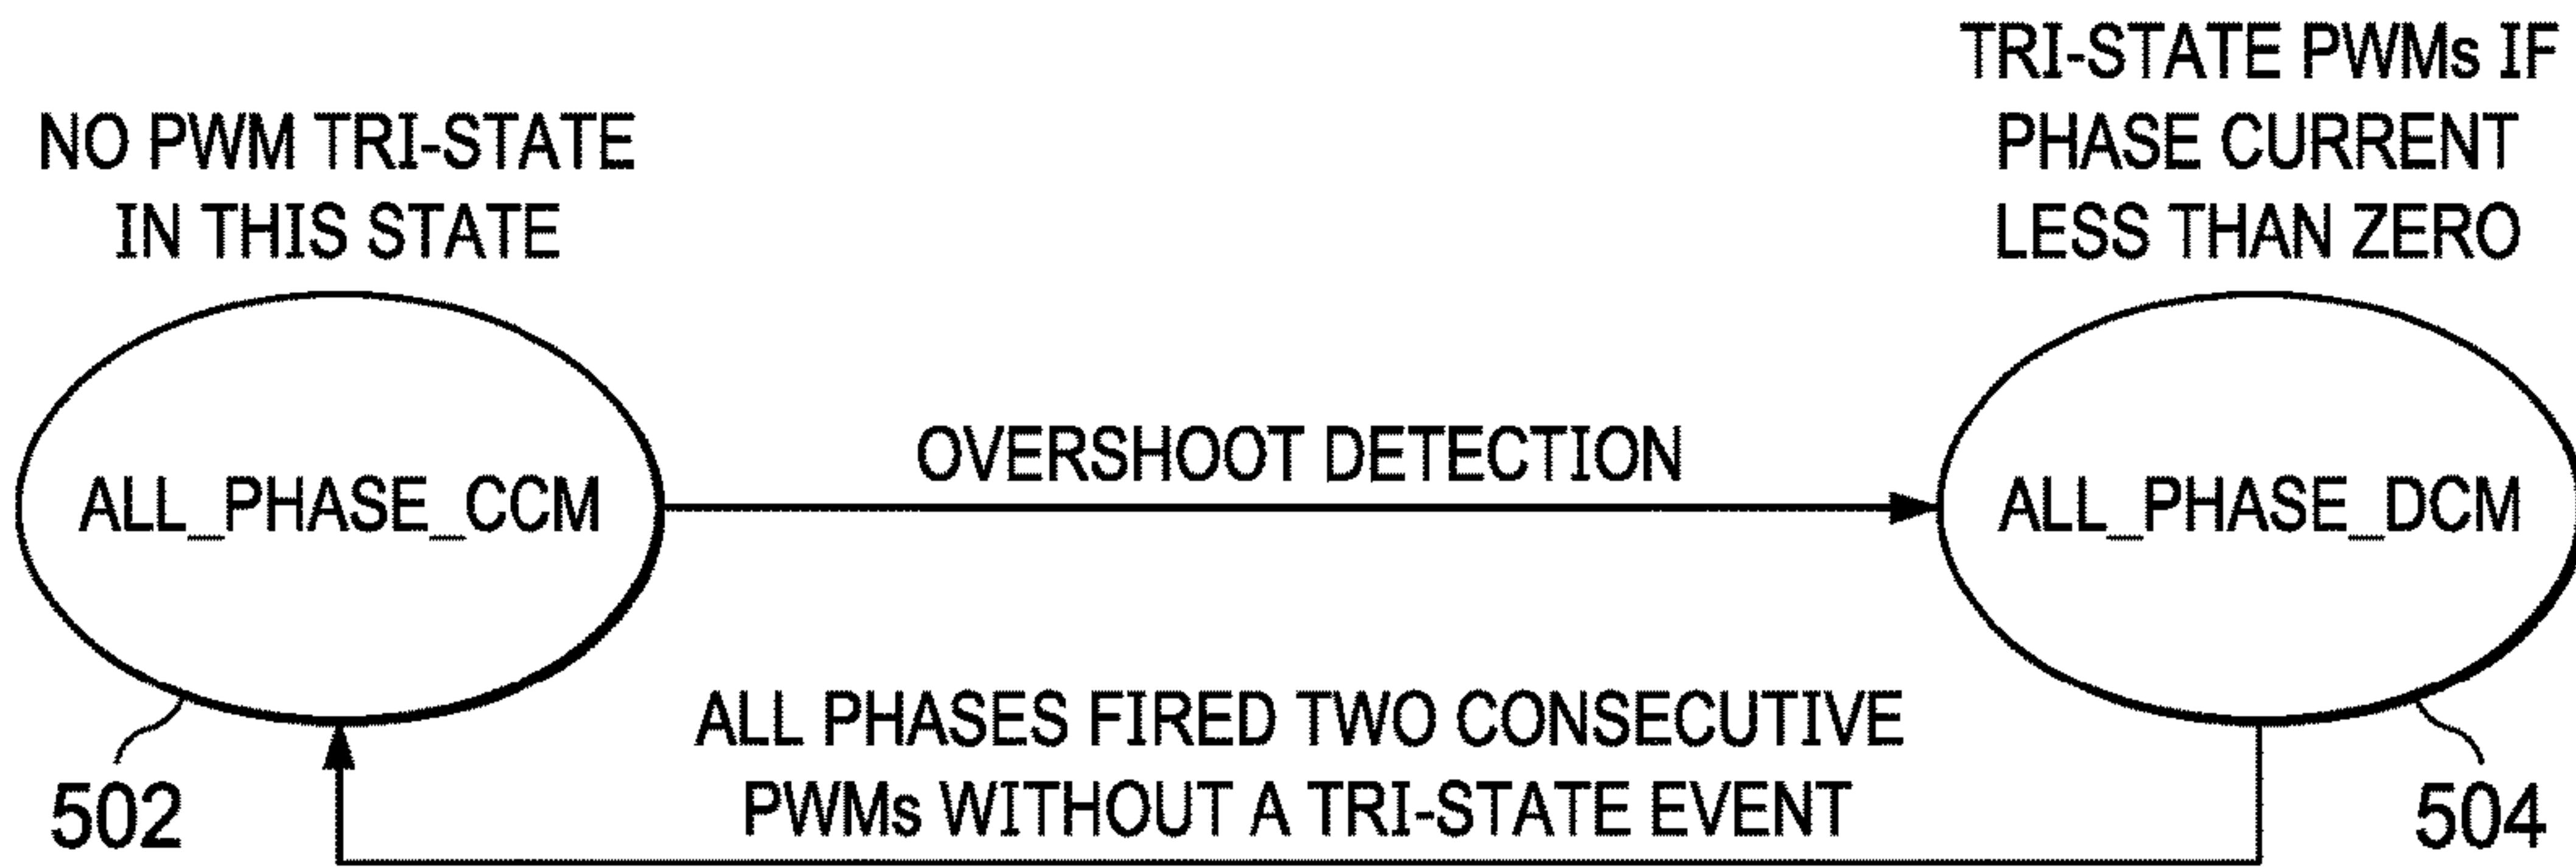 NO PWM TRI-STATE
IN THIS STATE
TRI-STATE PWMs IF
PHASE CURRENT
LESS THAN ZERO
ALL_PHASE_CCM
OVERSHOOT DETECTION
ALL_PHASE_DCM
ALL PHASES FIRED TWO CONSECUTIVE
PWMs WITHOUT A TRI-STATE EVENT
502
504